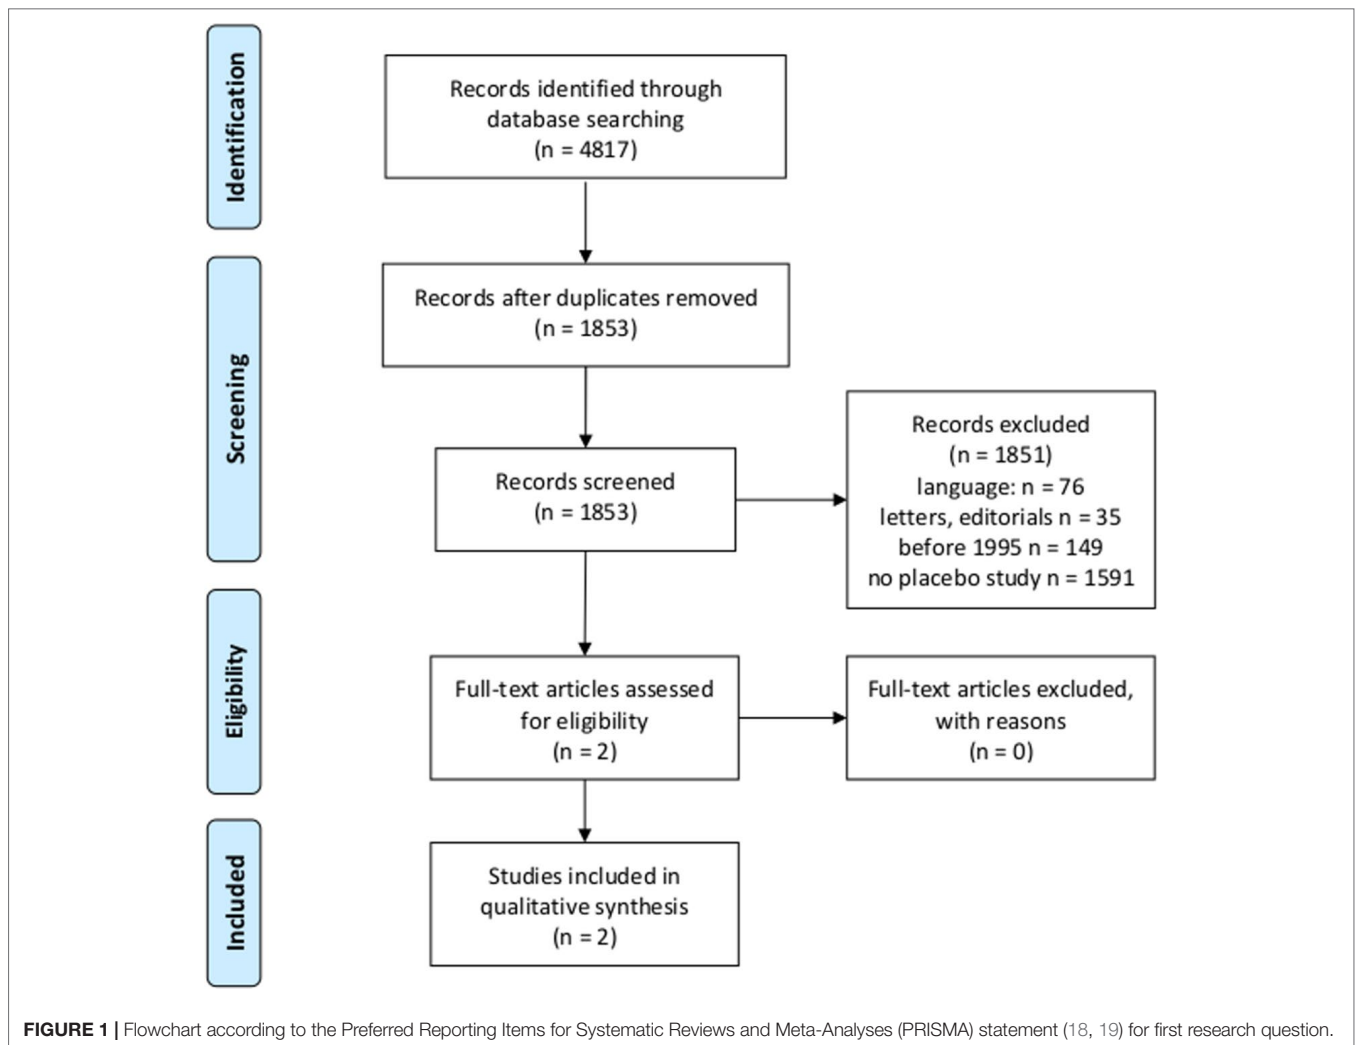 Identification
Records identified through
database searching
(n = 4817)
Screening
Records after duplicates removed
(n = 1853)
Records screened
(n = 1853)
Records excluded
(n = 1851)
language: n = 76
letters, editorials n = 35
before 1995 n = 149
no placebo study n = 1591
Eligibility
Full-text articles assessed
for eligibility
(n = 2)
Full-text articles excluded,
with reasons
(n = 0)
Included
Studies included in
qualitative synthesis
(n = 2)
FIGURE 1 | Flowchart according to the Preferred Reporting Items for Systematic Reviews and Meta-Analyses (PRISMA) statement (18, 19) for first research question.